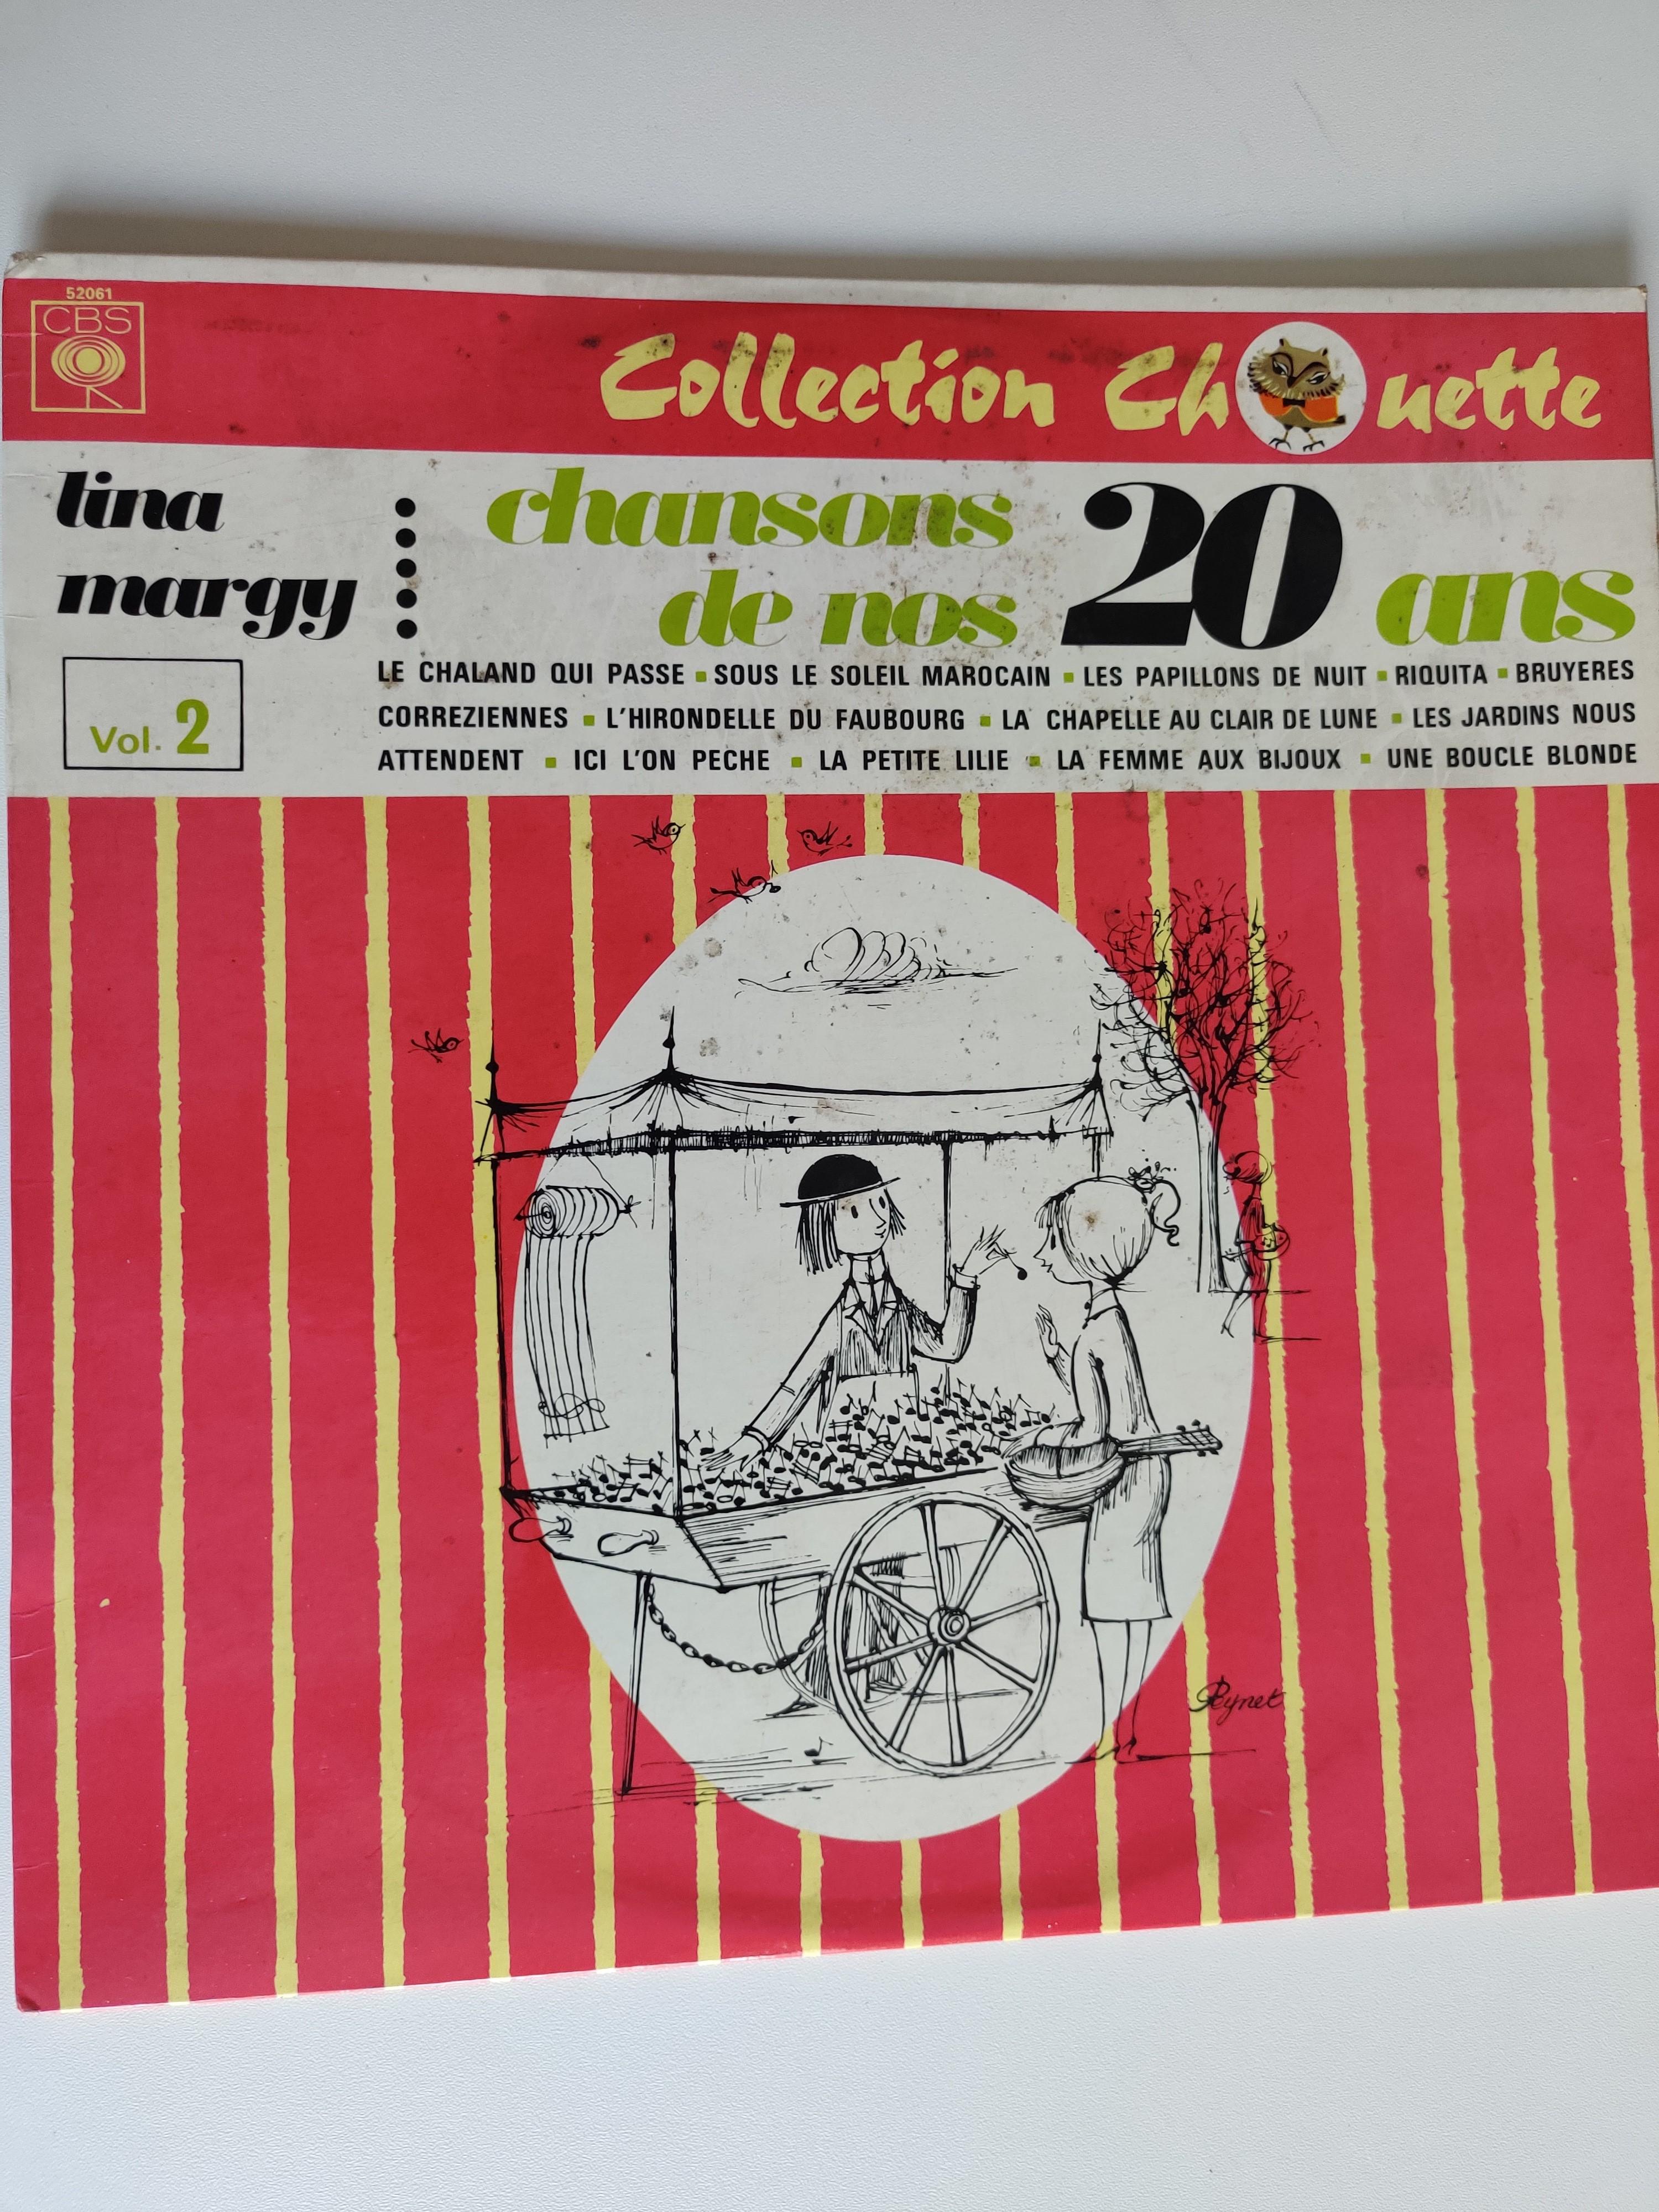 52061
CBS
Collection Chouette
lina
margy
chansons
de nos 20 ans
Vol. 2
LE CHALAND QUI PASSE ▪ SOUS LE SOLEIL MAROCAIN ▪ LES PAPILLONS DE NUIT ▪ RIQUITA ▪ BRUYERES
CORREZIENNES ▪ L'HIRONDELLE DU FAUBOURG ▪ LA CHAPELLE AU CLAIR DE LUNE ▪ LES JARDINS NOUS
ATTENDENT ▪ ICI L'ON PECHE ▪ LA PETITE LILIE ▪ LA FEMME AUX BIJOUX ▪ UNE BOUCLE BLONDE
Peynet